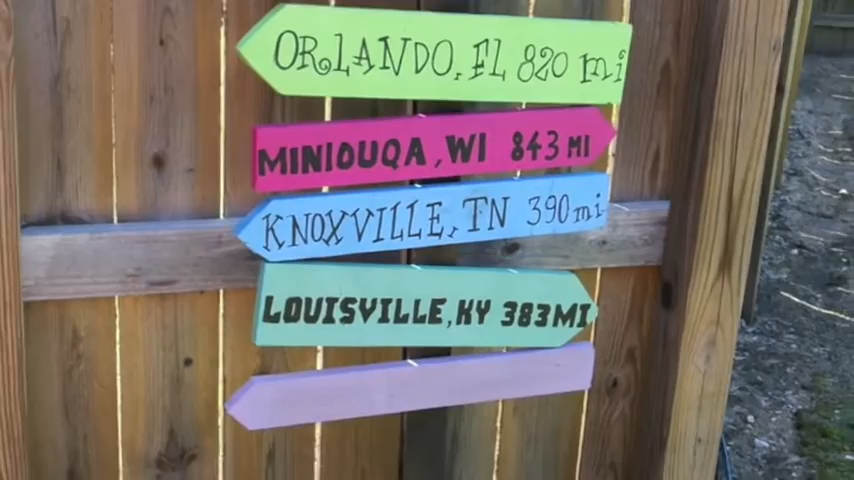 ORLANDO, FL 820 mi
MINIOUQA, WI 843 MI
KNOXVILLE, TN 390 mi
LOUISVILLE, KY 383 MI